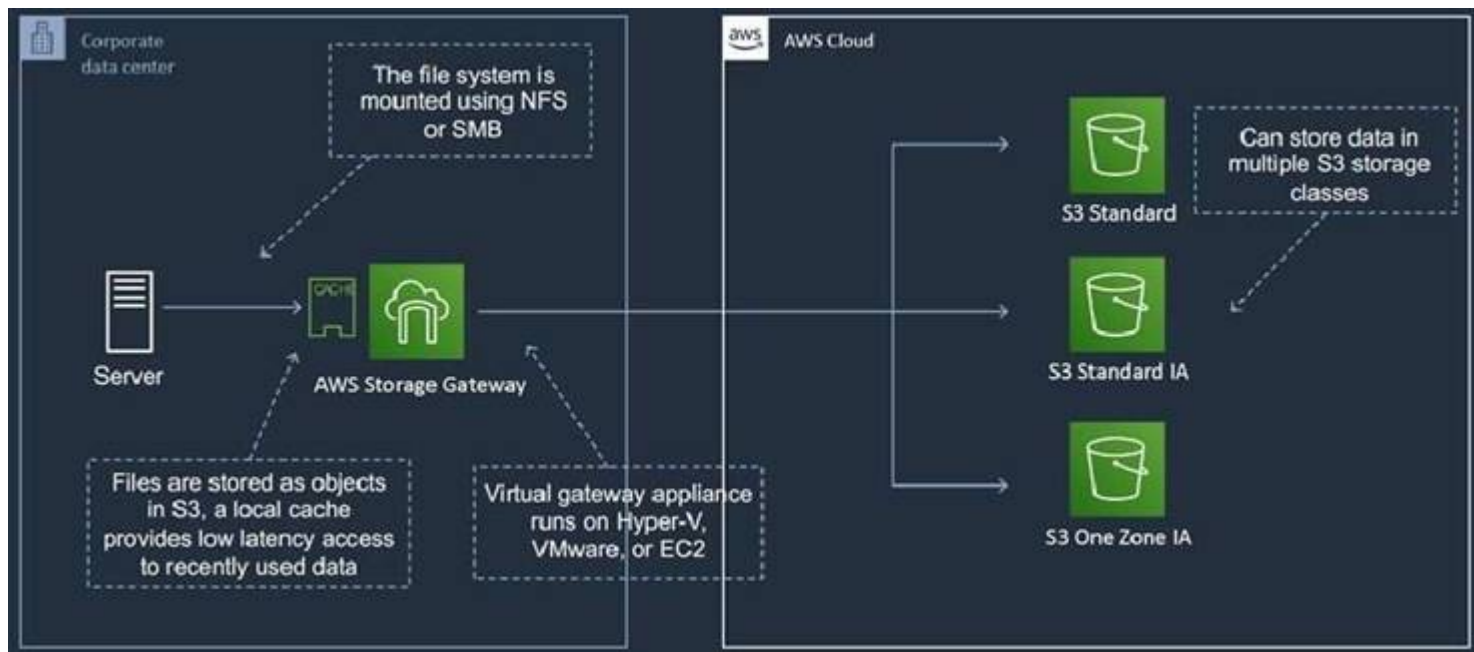 Corporate
data center
The file system is
mounted using NFS
or SMB
aws
AWS Cloud
S3 Standard
Can store data in
multiple S3 storage
classes
Server
CACHE
AWS Storage Gateway
S3 Standard IA
Files are stored as objects
in S3, a local cache
provides low latency access
to recently used data
Virtual gateway appliance
runs on Hyper-V,
VMware, or EC2
S3 One Zone IA